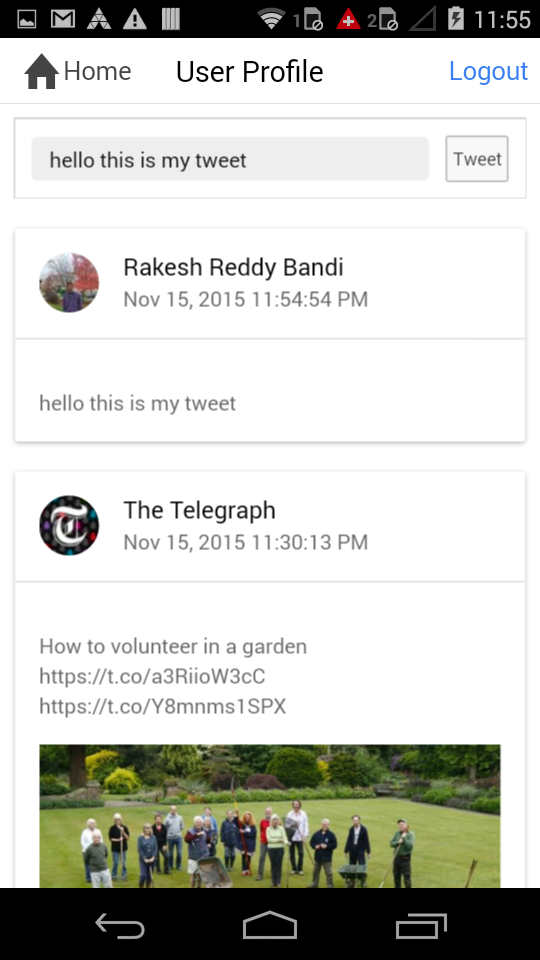 1 2 11:55
Home User Profile Logout
hello this is my tweet Tweet
Rakesh Reddy Bandi
Nov 15, 2015 11:54:54 PM
hello this is my tweet
T
The Telegraph
Nov 15, 2015 11:30:13 PM
How to volunteer in a garden
https://t.co/a3RiioW3cC
https://t.co/Y8mnms1SPX